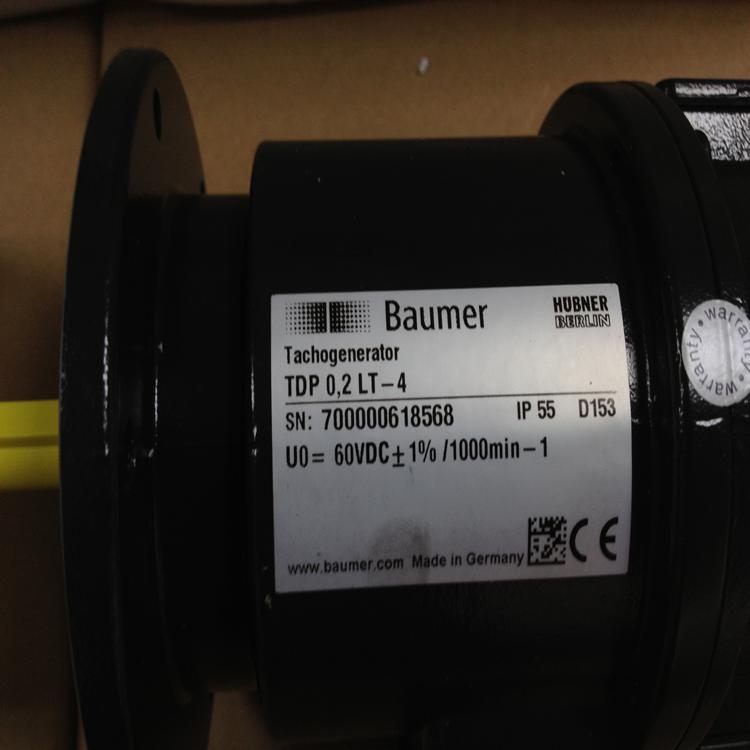 Baumer
HÜBNER
BERLIN
Tachogenerator
TDP 0,2 LT-4
SN: 700000618568 IP 55 D153
U0 = 60VDC ± 1% /1000min-1
www.baumer.com Made in Germany CE
warranty • warranty •